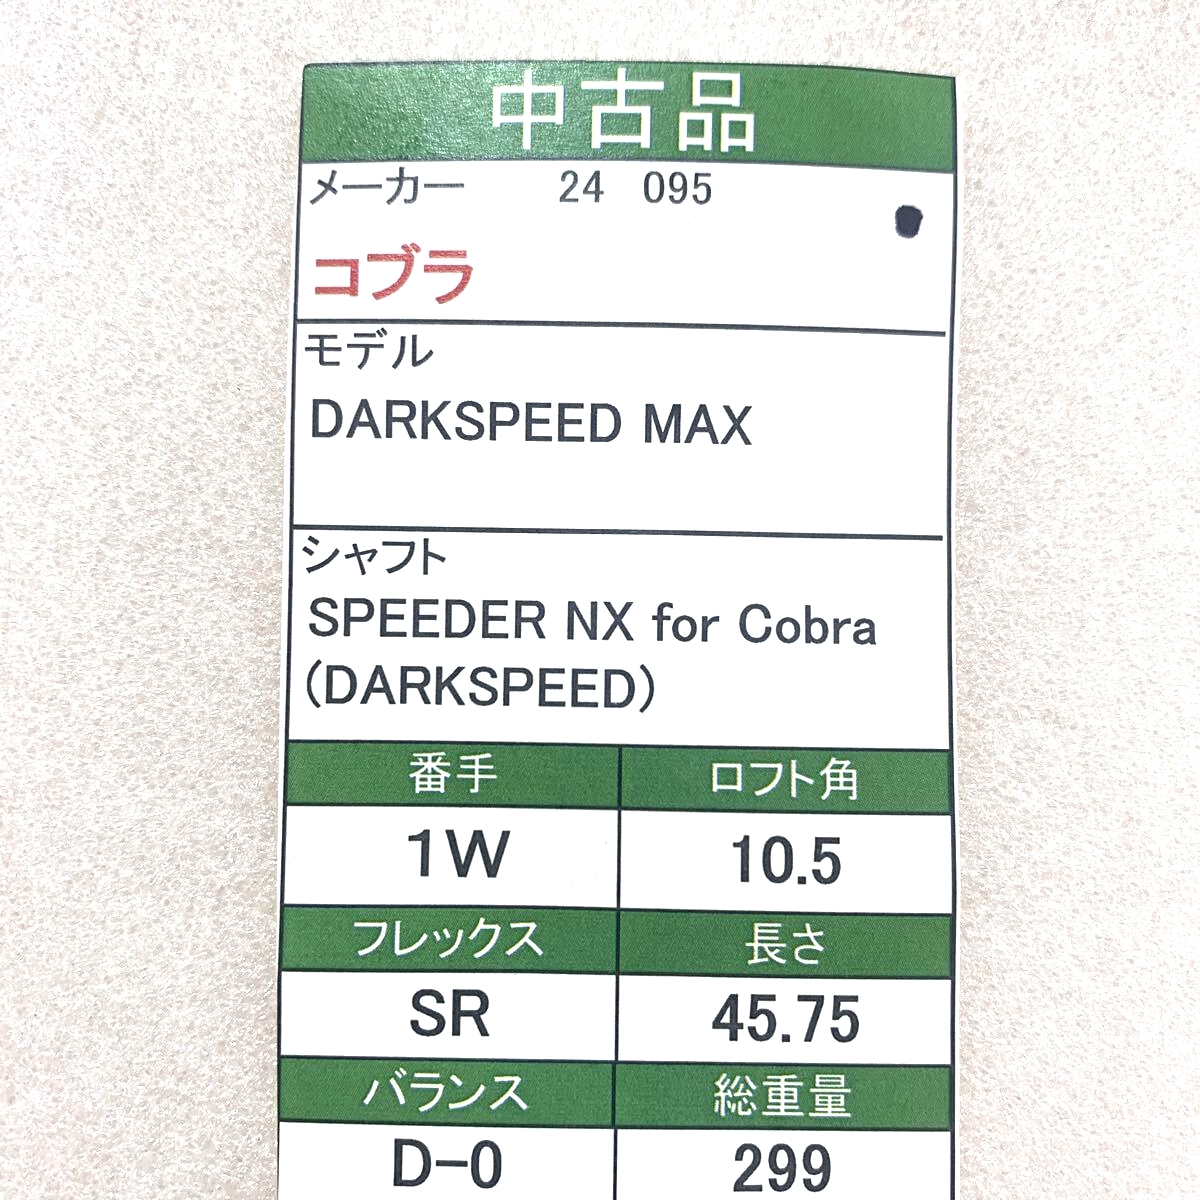 中古品
メーカー 24 095
コブラ
モデル
DARKSPEED MAX
シャフト
SPEEDER NX for Cobra
(DARKSPEED)
番手 ロフト角
1W 10.5
フレックス 長さ
SR 45.75
バランス 総重量
D-0 299